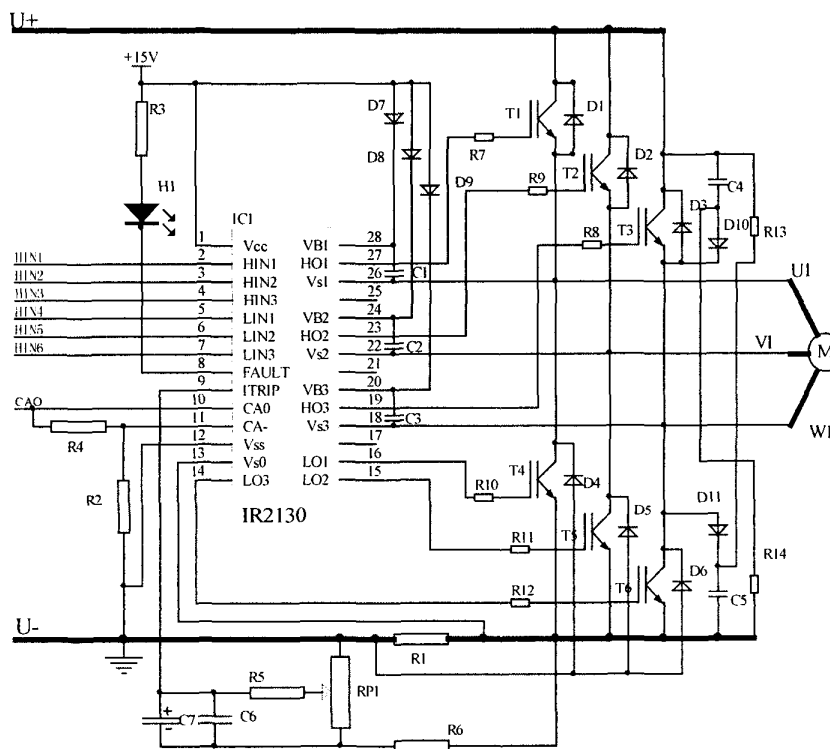 U+
+15V
R3
H1
D7
D8
D9
T1
D1
R7
T2
D2
R9
T3
D3
R8
C4
D10
R13
IC1
1 Vcc VB1 28
2 HIN1 HO1 27
3 HIN2 Vs1 26
4 HIN3 25
5 LIN1 VB2 24
6 LIN2 HO2 23
7 LIN3 Vs2 22
8 FAULT 21
9 ITRIP VB3 20
10 CA0 HO3 19
11 CA- Vs3 18
12 Vss 17
13 Vs0 LO1 16
14 LO3 LO2 15
IR2130
HIN1
HIN2
HIN3
HIN4
HIN5
HIN6
CAO
C1
C2
C3
U1
V1
M
W1
R4
R2
R10
T4
D4
R11
T5
D5
R12
T6
D6
D11
C5
R14
U-
R1
R5
RP1
R6
+
-
C7
C6